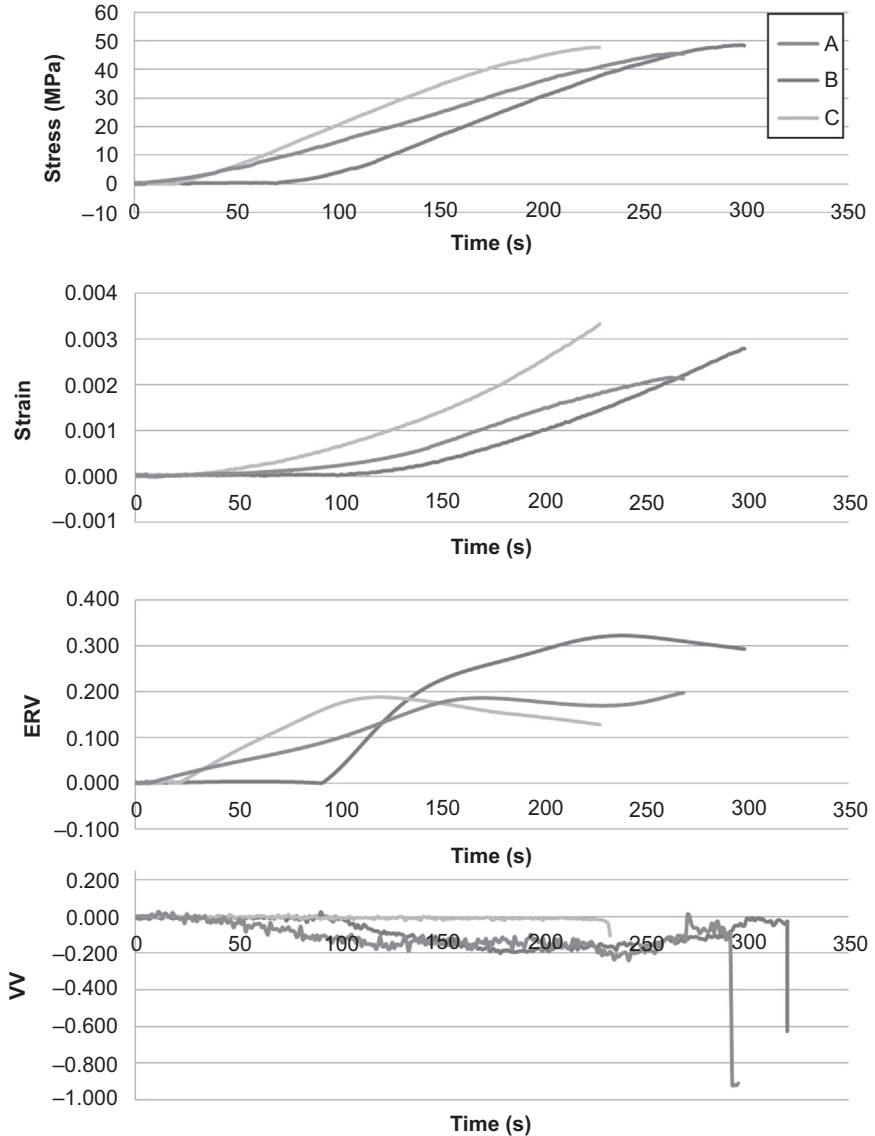 60
50
40
30
20
10
0
–10
Stress (MPa)
0 50 100 150 200 250 300 350
Time (s)
A
B
C
0.004
0.003
0.002
0.001
0.000
–0.001
Strain
0 50 100 150 200 250 300 350
Time (s)
0.400
0.300
0.200
0.100
0.000
–0.100
ERV
0 50 100 150 200 250 300 350
Time (s)
0.200
0.000
–0.200
–0.400
–0.600
–0.800
–1.000
VV
0 50 100 150 200 250 300 350
Time (s)